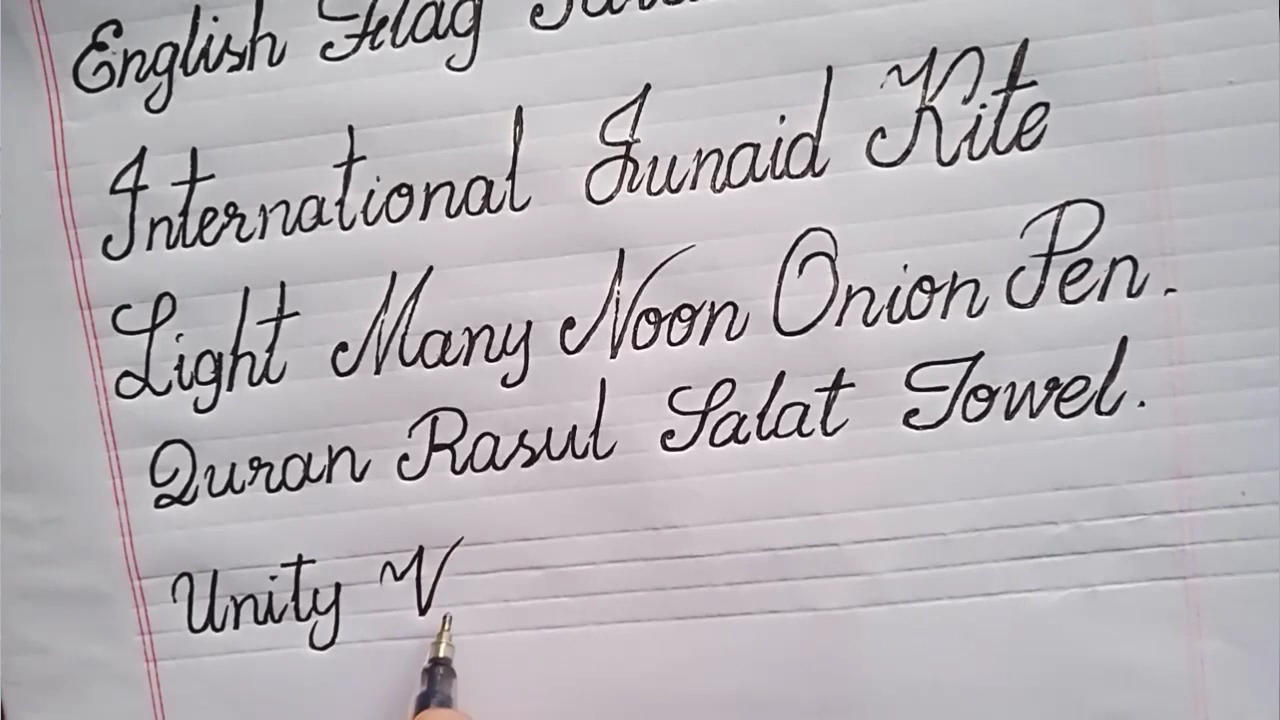 English Flag
International Junaid Kite
Light Many Noon Onion Pen.
Quran Rasul Salat Towel.
Unity V